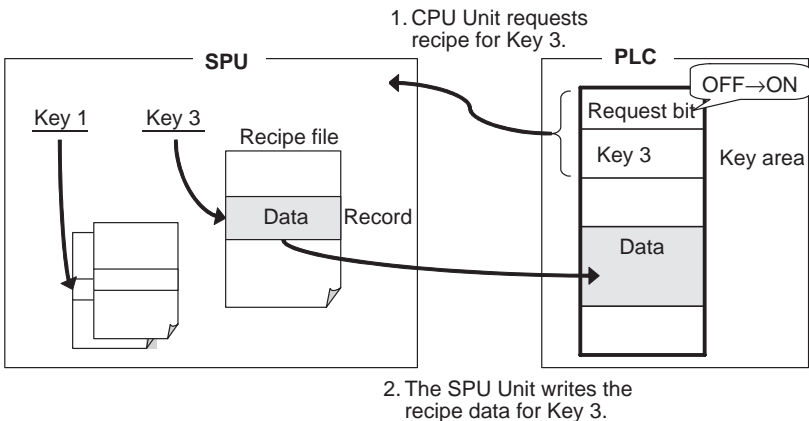 1. CPU Unit requests
recipe for Key 3.
SPU
PLC
OFF→ON
Request bit
Key 1
Key 3
Recipe file
Key 3
Key area
Data
Record
Data
2. The SPU Unit writes the
recipe data for Key 3.